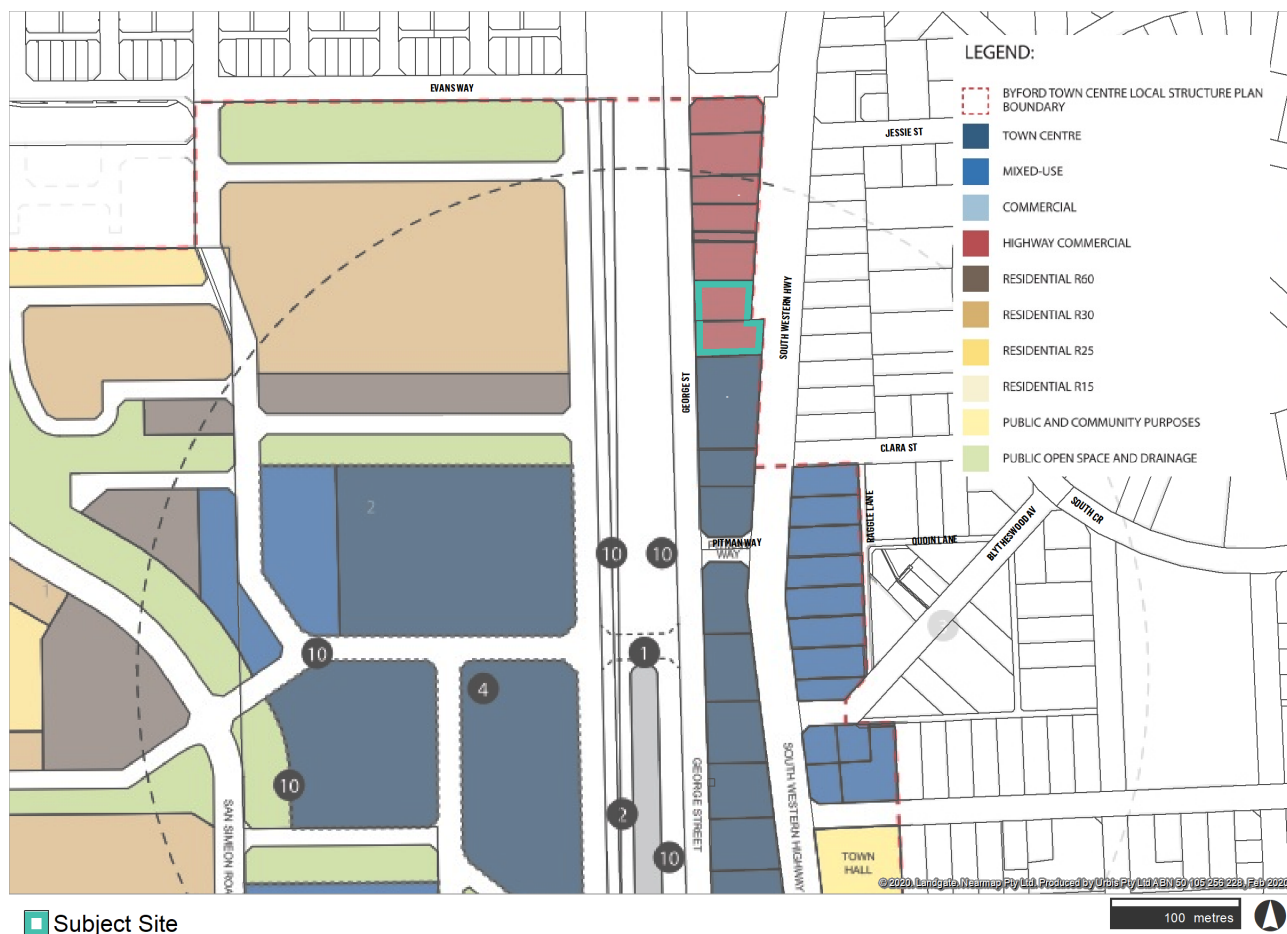 EVANS WAY
LEGEND:
BYFORD TOWN CENTRE LOCAL STRUCTURE PLAN
BOUNDARY
TOWN CENTRE
MIXED-USE
COMMERCIAL
HIGHWAY COMMERCIAL
RESIDENTIAL R60
RESIDENTIAL R30
RESIDENTIAL R25
RESIDENTIAL R15
PUBLIC AND COMMUNITY PURPOSES
PUBLIC OPEN SPACE AND DRAINAGE
JESSIE ST
SOUTH WESTERN HWY
GEORGE ST
CLARA ST
RAGGLE LANE
SOUTH CR
BLYTHESWOOD AV
QUOIN LANE
PITMAN WAY
WAY
2
10
10
1
10
1
4
10
2
10
GEORGE STREET
SOUTH WESTERN HIGHWAY
SAN SIMEON ROA
TOWN
HALL
© 2020. Landgate. Nearmap Pty Ltd. Produced by Urbis Pty Ltd ABN 50 105 256 228, Feb 2020
Subject Site
100 metres